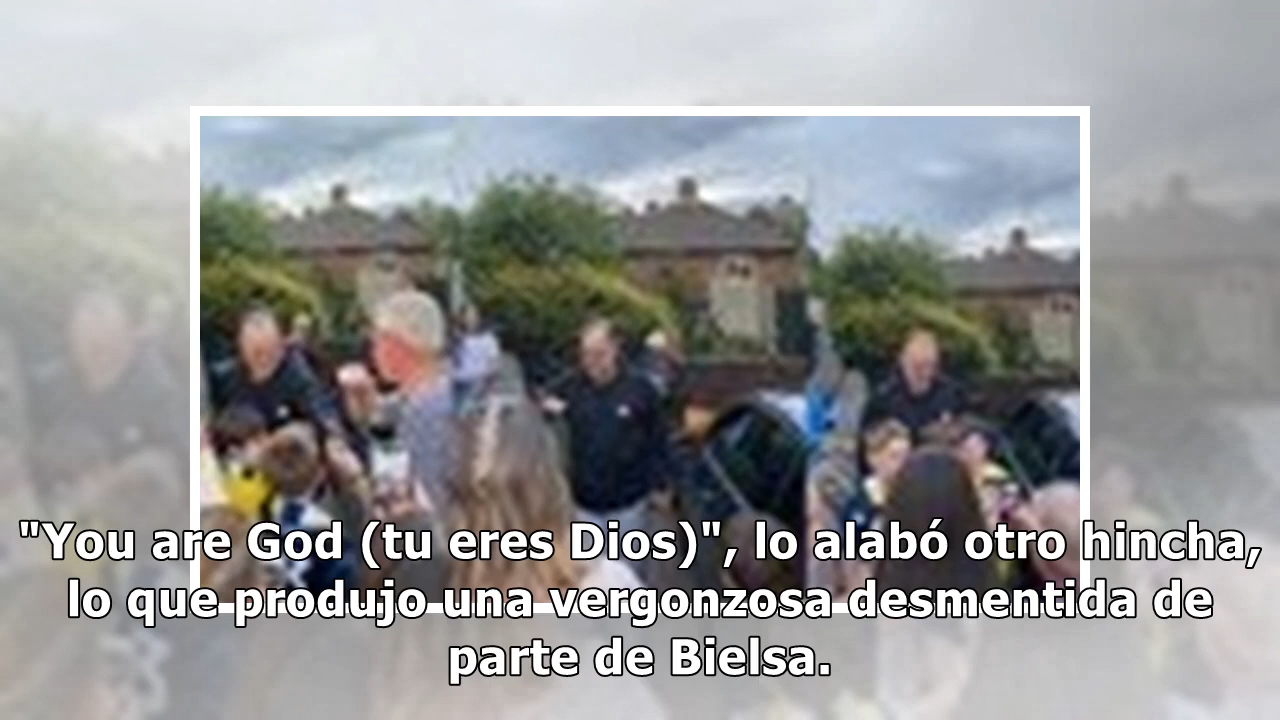 "You are God (tu eres Dios)", lo alabó otro hincha,
lo que produjo una vergonzosa desmentida de
parte de Bielsa.